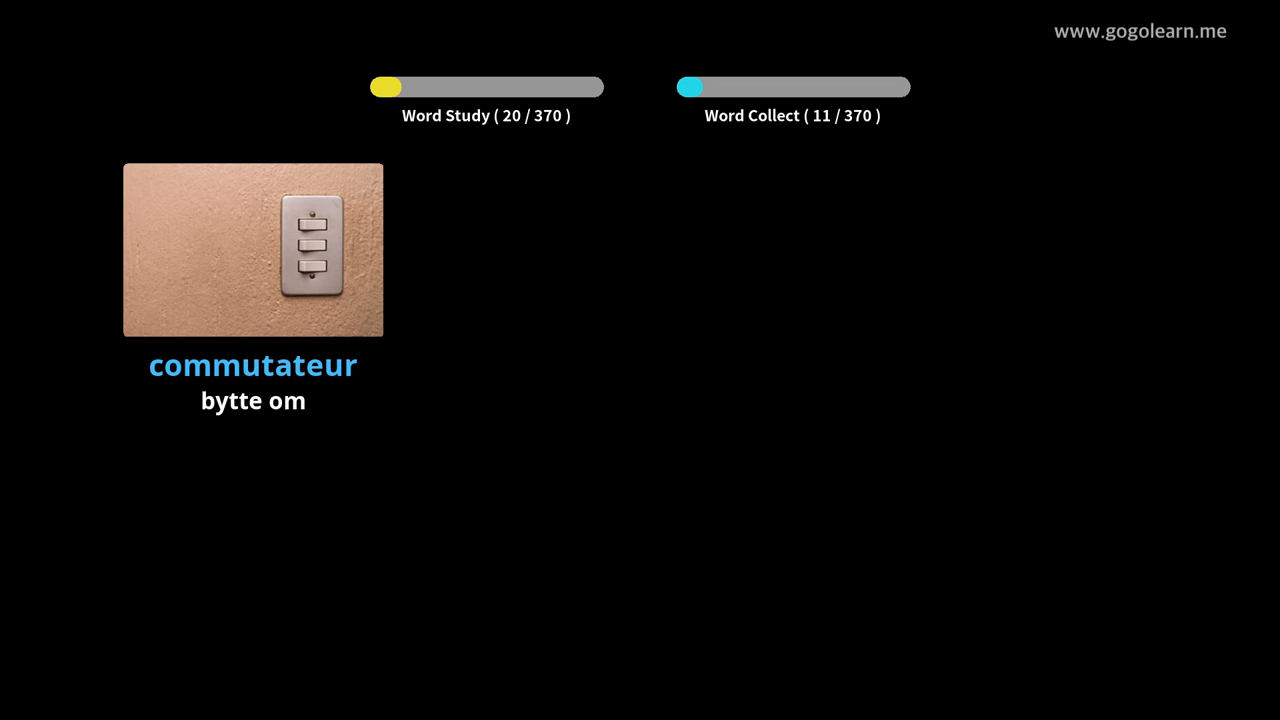 www.gogolearn.me
Word Study ( 20 / 370 )
Word Collect ( 11 / 370 )
commutateur
bytte om